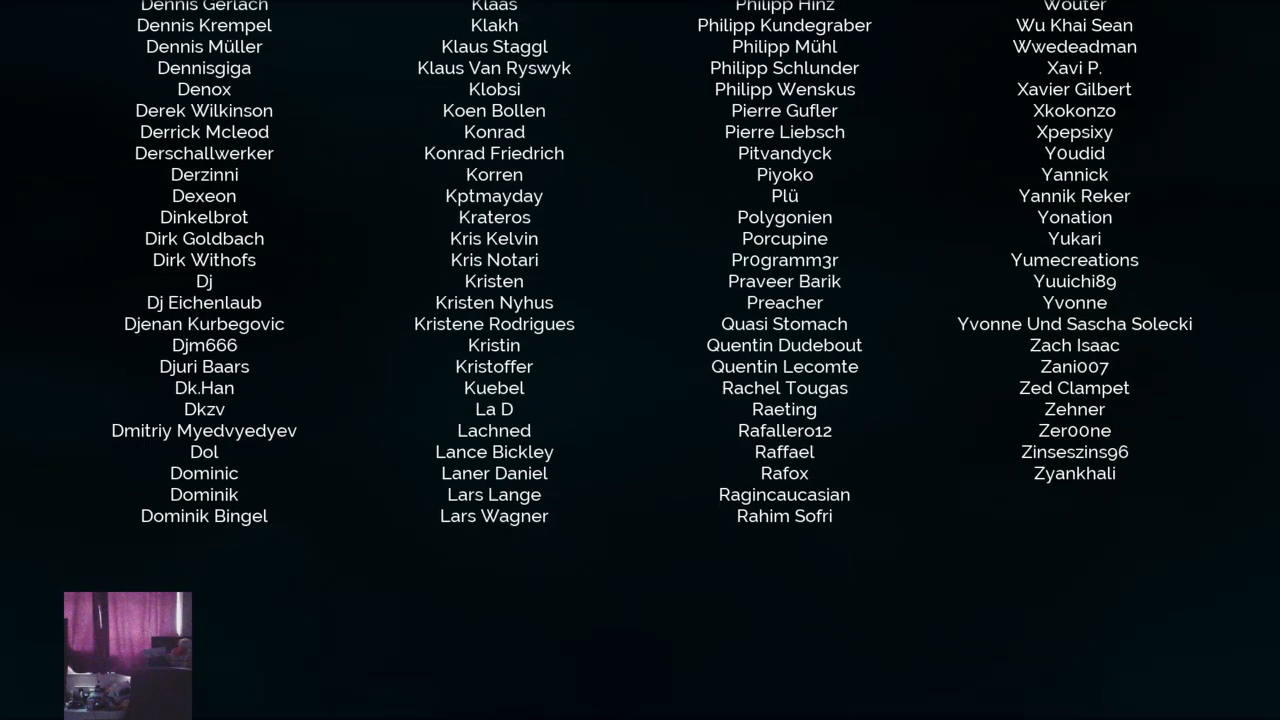 Dennis Gerlach
Dennis Krempel
Dennis Müller
Dennisgiga
Denox
Derek Wilkinson
Derrick Mcleod
Derschallwerker
Derzinni
Dexeon
Dinkelbrot
Dirk Goldbach
Dirk Withofs
Dj
Dj Eichenlaub
Djenan Kurbegovic
Djm666
Djuri Baars
Dk.Han
Dkzv
Dmitriy Myedvyedyev
Dol
Dominic
Dominik
Dominik Bingel
Klaas
Klakh
Klaus Staggl
Klaus Van Ryswyk
Klobsi
Koen Bollen
Konrad
Konrad Friedrich
Korren
Kptmayday
Krateros
Kris Kelvin
Kris Notari
Kristen
Kristen Nyhus
Kristene Rodrigues
Kristin
Kristoffer
Kuebel
La D
Lachned
Lance Bickley
Laner Daniel
Lars Lange
Lars Wagner
Philipp Hinz
Philipp Kundegraber
Philipp Mühl
Philipp Schlunder
Philipp Wenskus
Pierre Gufler
Pierre Liebsch
Pitvandyck
Piyoko
Plü
Polygonien
Porcupine
Pr0gramm3r
Praveer Barik
Preacher
Quasi Stomach
Quentin Dudebout
Quentin Lecomte
Rachel Tougas
Raeting
Rafallero12
Raffael
Rafox
Ragincaucasian
Rahim Sofri
Wouter
Wu Khai Sean
Wwedeadman
Xavi P.
Xavier Gilbert
Xkokonzo
Xpepsixy
Y0udid
Yannick
Yannik Reker
Yonation
Yukari
Yumecreations
Yuuichi89
Yvonne
Yvonne Und Sascha Solecki
Zach Isaac
Zani007
Zed Clampet
Zehner
Zer00ne
Zinseszins96
Zyankhali